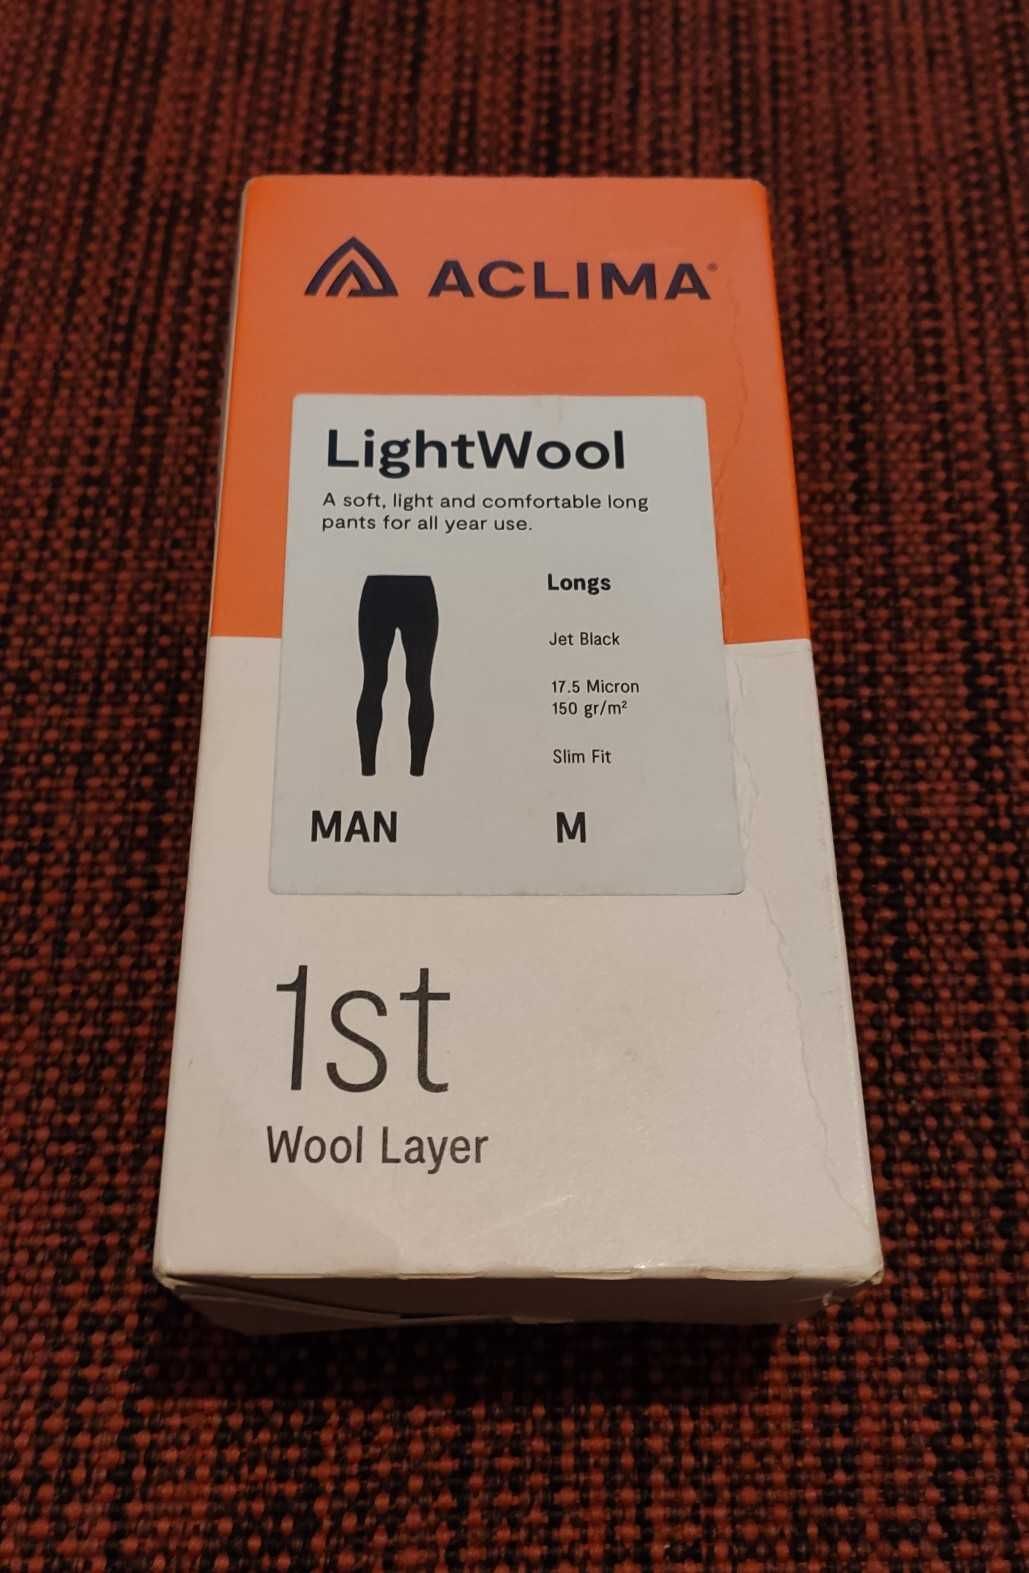 ACLIMA®
LightWool
A soft, light and comfortable long
pants for all year use.
Longs
Jet Black
17.5 Micron
150 gr/m²
Slim Fit
MAN M
1st
Wool Layer